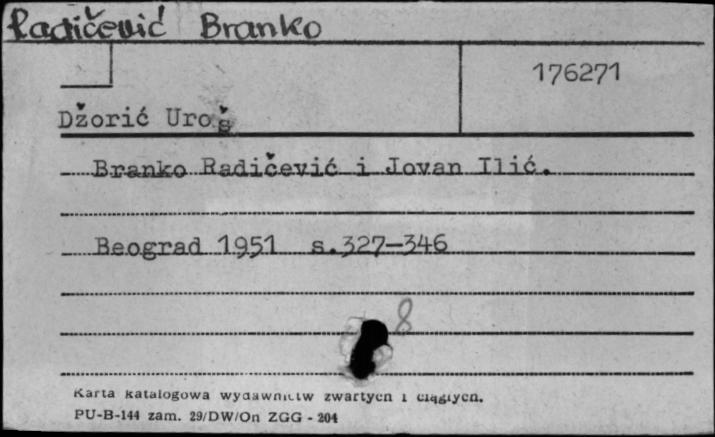 Radičević Branko
176271
Džorić Uroš
Branko Radičević i Jovan Ilić.
Beograd 1951 s.327-346
8
Karta katalogowa wydawnictw zwartych i ciągłych.
PU-B-144 zam. 29/DW/On ZGG - 204